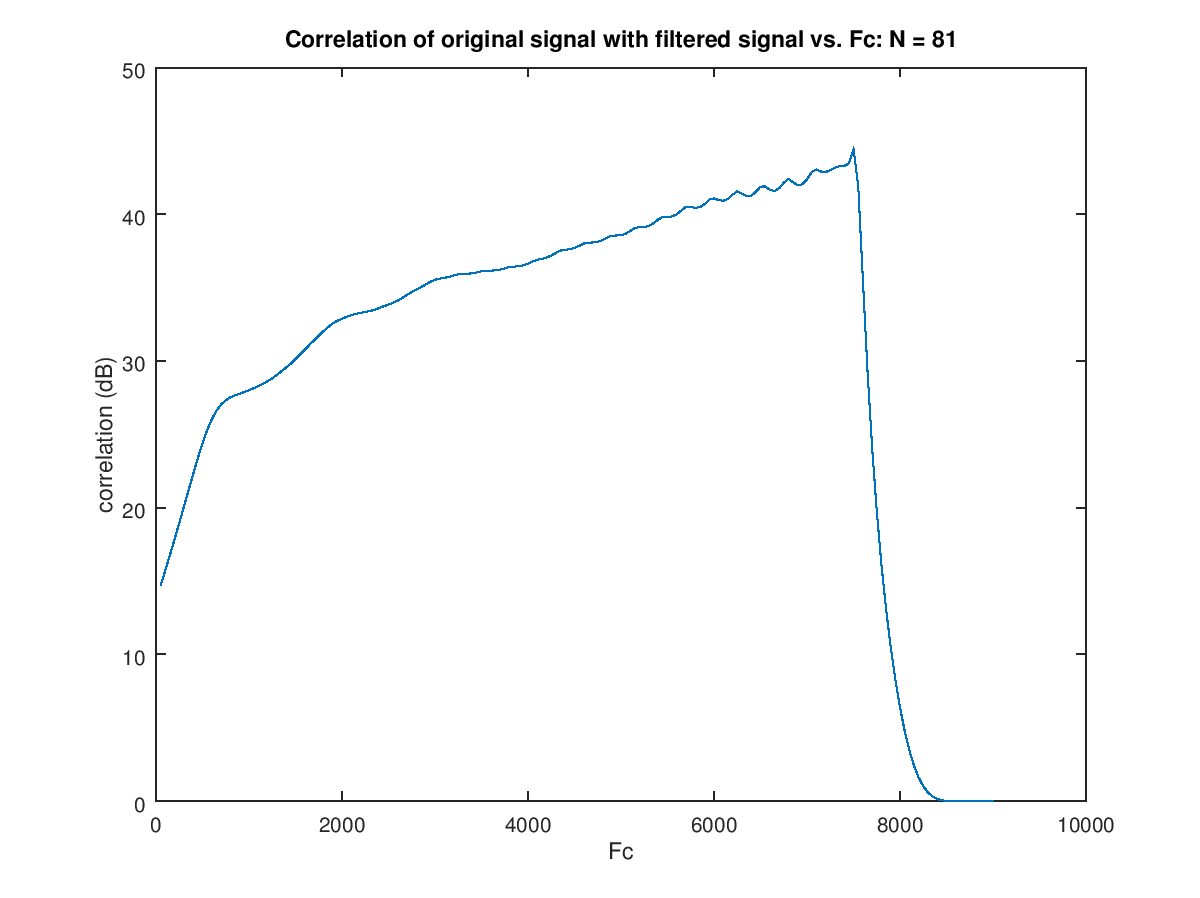 Correlation of original signal with filtered signal vs. Fc: N = 81
50
40
30
20
10
0
correlation (dB)
0 2000 4000 6000 8000 10000
Fc